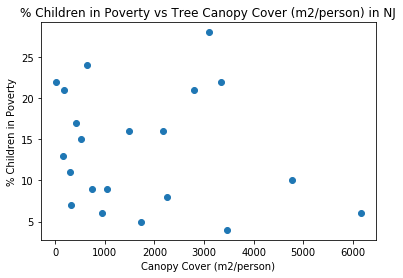 % Children in Poverty vs Tree Canopy Cover (m2/person) in NJ
25
20
15
10
5
% Children in Poverty
0 1000 2000 3000 4000 5000 6000
Canopy Cover (m2/person)